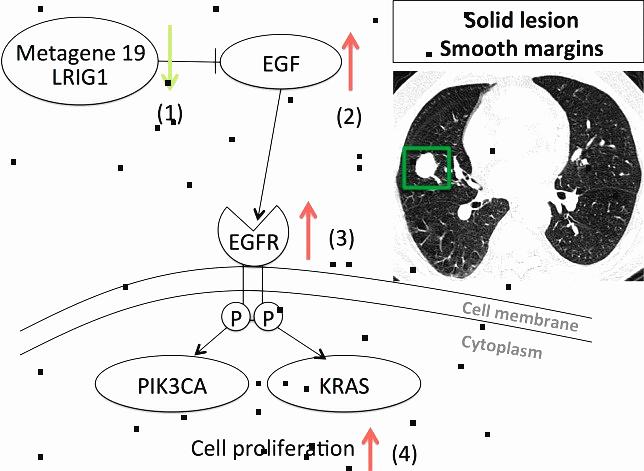 Solid lesion
Smooth margins
Metagene 19
LRIG1
EGF
(1)
(2)
EGFR
(3)
P
P
Cell membrane
Cytoplasm
PIK3CA
KRAS
Cell proliferation
(4)